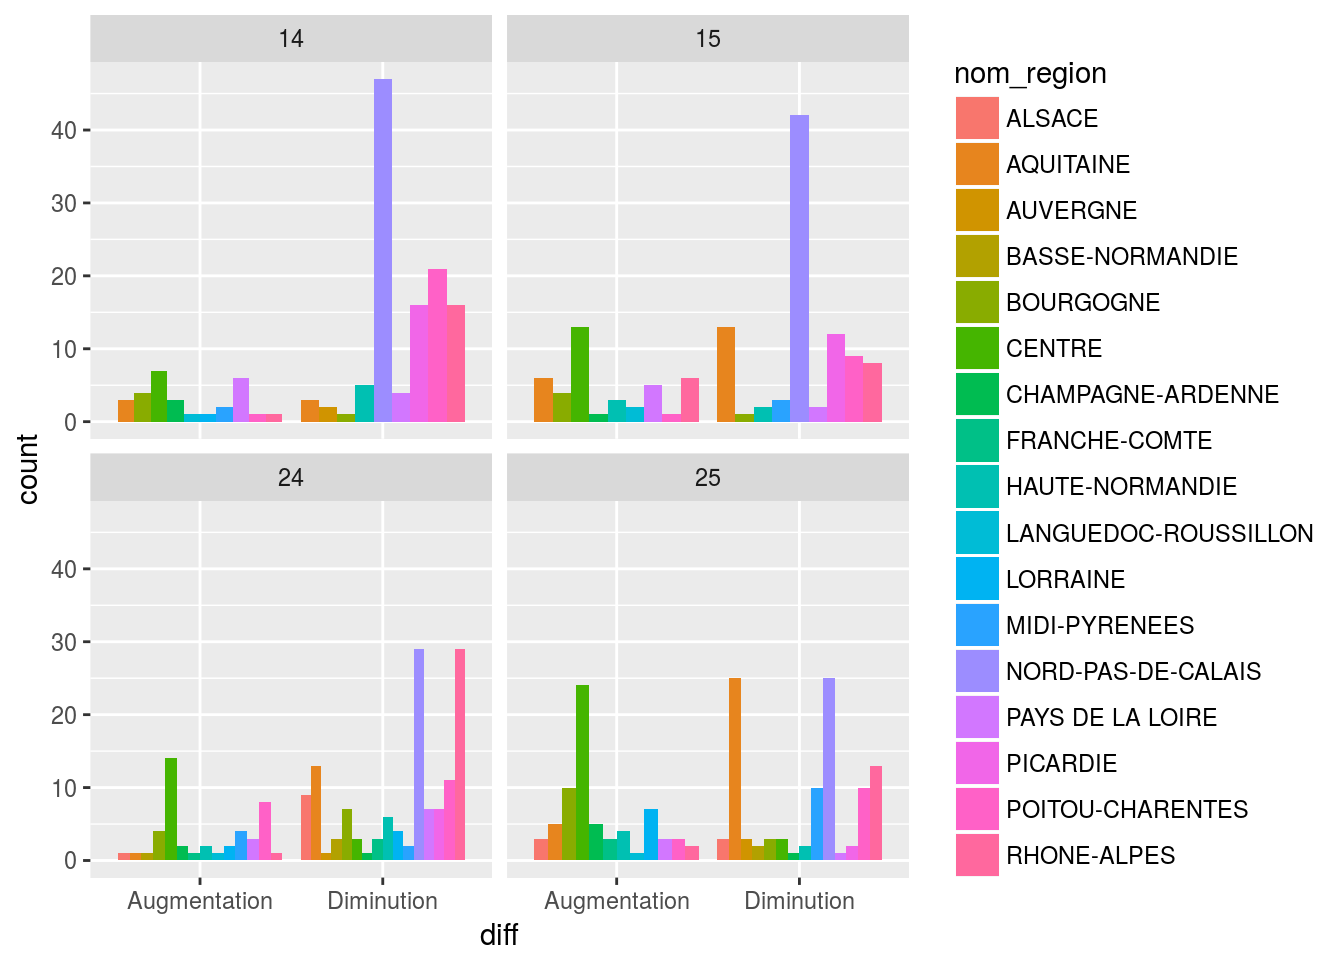 14
15
40
30
20
10
0
24
25
40
30
20
10
0
Augmentation
Diminution
Augmentation
Diminution
diff
count
nom_region
ALSACE
AQUITAINE
AUVERGNE
BASSE-NORMANDIE
BOURGOGNE
CENTRE
CHAMPAGNE-ARDENNE
FRANCHE-COMTE
HAUTE-NORMANDIE
LANGUEDOC-ROUSSILLON
LORRAINE
MIDI-PYRENEES
NORD-PAS-DE-CALAIS
PAYS DE LA LOIRE
PICARDIE
POITOU-CHARENTES
RHONE-ALPES